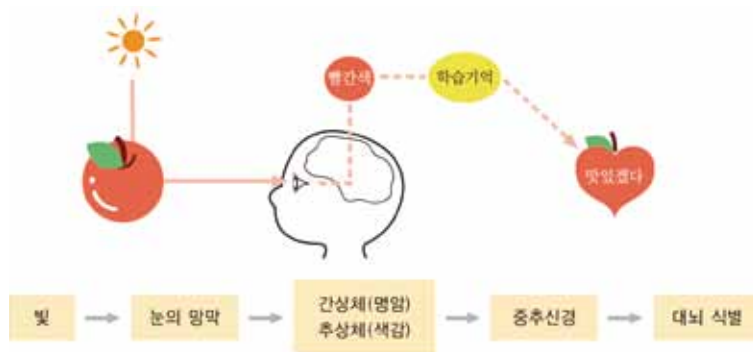 빨간색
학습기억
맛있겠다
빛
눈의 망막
간상체(명암)
추상체(색감)
중추신경
대뇌 식별